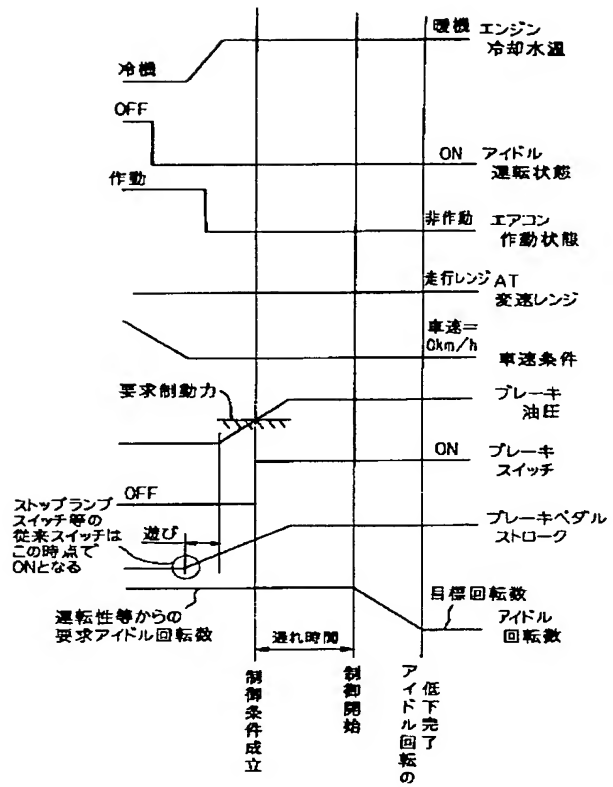 暖機 エンジン
冷却水温
冷機
OFF
ON アイドル
運転状態
作動
非作動 エアコン
作動状態
走行レンジ AT
変速レンジ
車速=
0km/h
車速条件
要求制動力
ブレーキ
油圧
ON ブレーキ
スイッチ
OFF
ストップランプ
スイッチ等の
従来スイッチは
この時点で
ONとなる
遊び
ブレーキペダル
ストローク
運転性等からの
要求アイドル回転数
遅れ時間
目標回転数
アイドル
回転数
制御条件成立
制御開始
アイドル回転の
低下完了